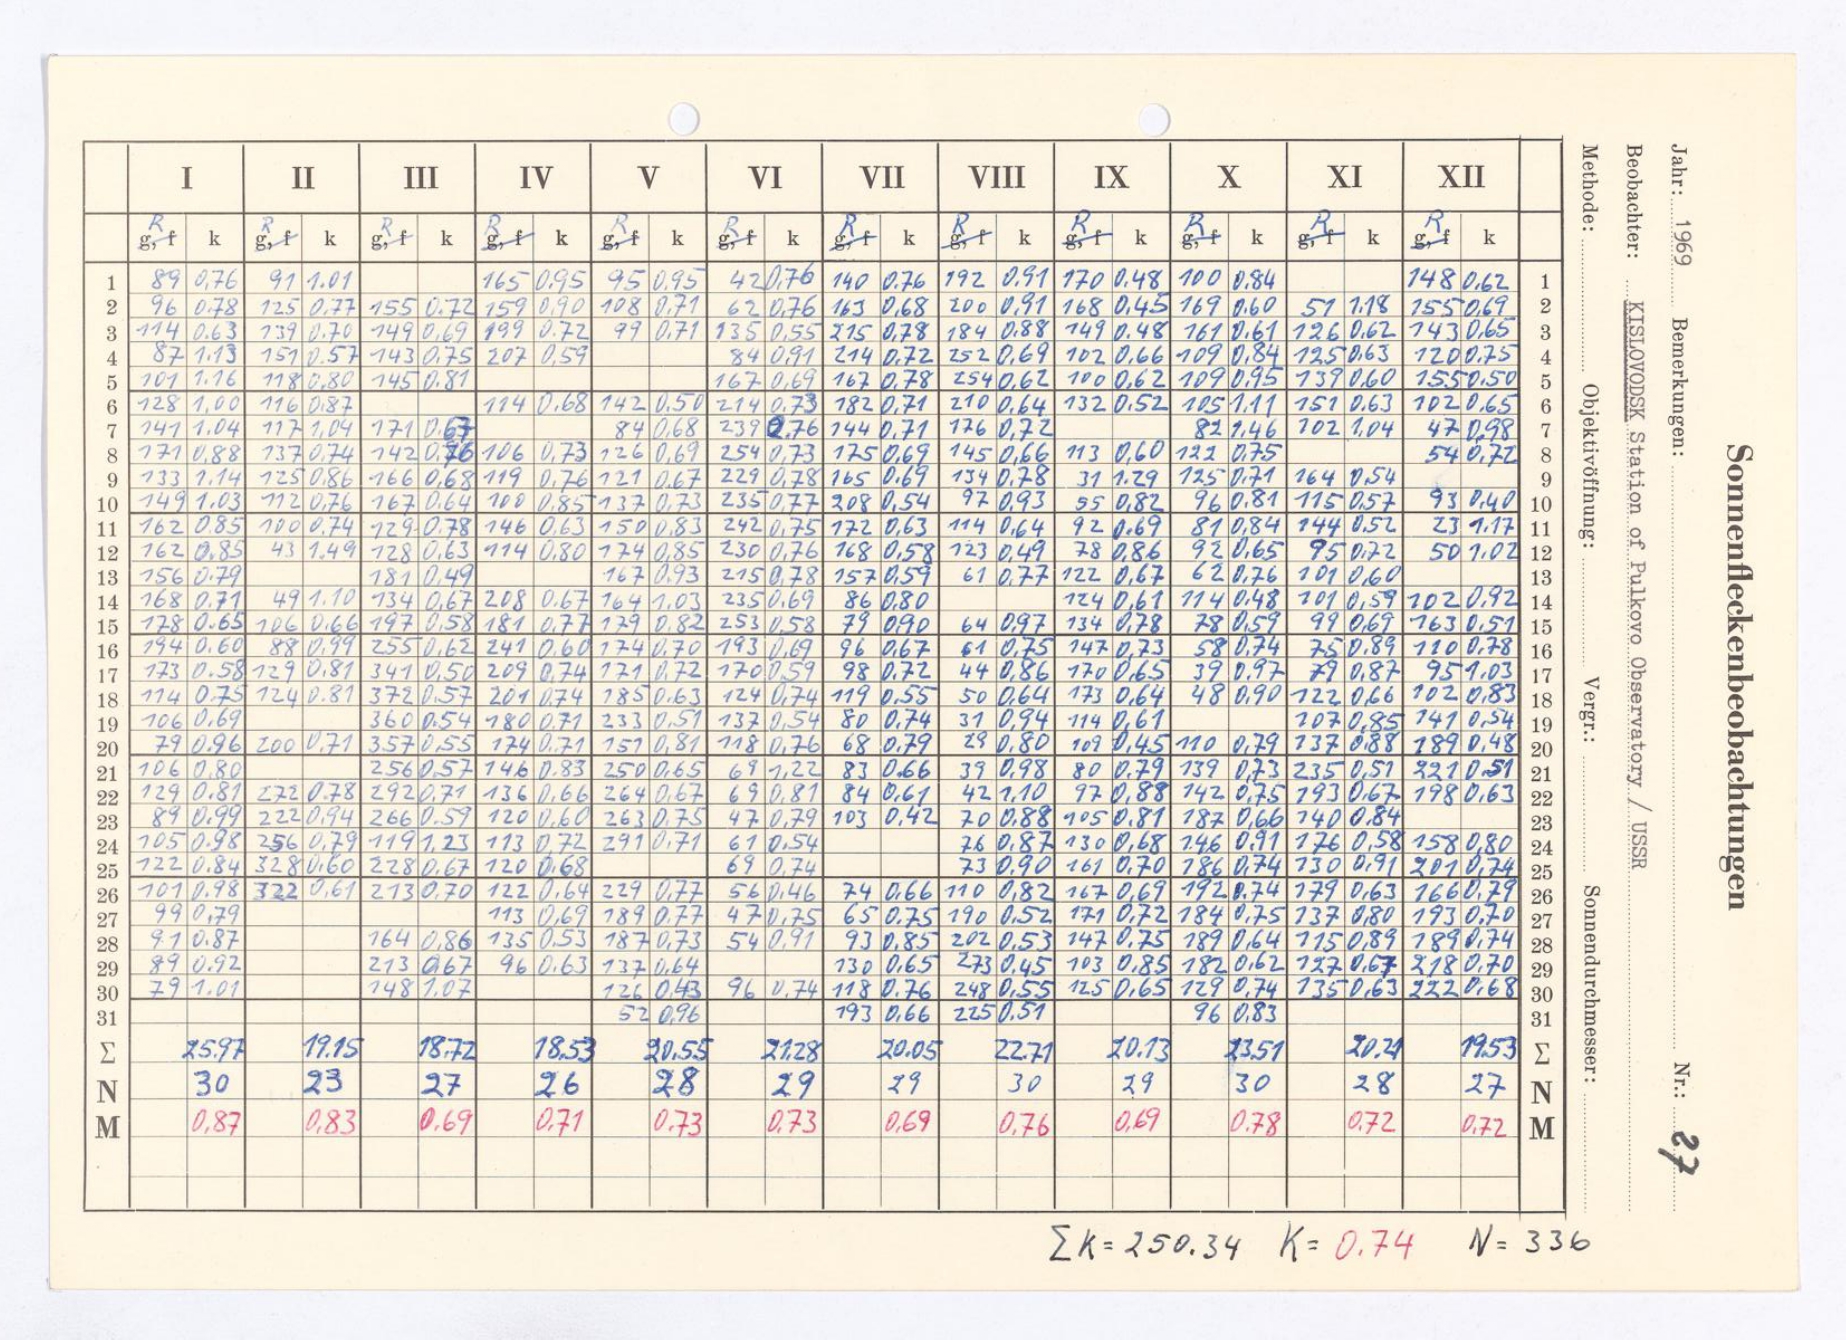 I II III IV V VI VII VIII IX X XI XII
R R R R R R R R R R R R
g, f k g, f k g, f k g, f k g, f k g, f k g, f k g, f k g, f k g, f k g, f k g, f k
1 89 0,76 91 1.01 165 0,95 95 0.95 42 0,76 140 0.76 192 0.91 170 0.48 100 0.84 148 0,62 1
2 96 0.78 125 0.77 155 0.72 159 0,90 108 0.71 62 0,76 163 0,68 200 0,91 168 0,45 169 0.60 51 1.18 155 0,69 2
3 114 0.63 139 0.70 149 0,69 199 0.72 99 0,71 135 0,55 215 0,78 184 0.88 149 0.48 161 0,61 126 0,62 143 0,65 3
4 87 1.13 151 0.57 143 0,75 207 0,59 84 0,91 214 0,72 252 0,69 102 0,66 109 0,84 125 0.63 120 0,75 4
5 101 1.16 118 0,80 145 0.81 167 0,69 167 0,78 254 0,62 100 0,62 109 0,95 139 0,60 155 0.50 5
6 128 1,00 116 0,87 114 0,68 142 0,50 214 0,73 182 0,71 210 0,64 132 0.52 105 1.11 151 0,63 102 0,65 6
7 141 1.04 117 1,04 171 0.67 84 0,68 239 0,76 144 0,71 176 0,72 82 1.46 102 1,04 47 0,98 7
8 171 0,88 137 0,74 142 0,76 106 0,73 126 0,69 254 0,73 175 0,69 145 0,66 113 0,60 122 0,75 54 0,72 8
9 133 1.14 125 0,86 166 0,68 119 0,76 121 0,67 229 0,78 165 0,69 134 0,78 31 1.29 125 0,71 164 0,54 9
10 149 1.03 112 0,76 167 0,64 100 0,85 137 0,73 235 0,77 208 0,54 97 0,93 55 0,82 96 0.81 115 0,57 93 0,40 10
11 162 0.85 100 0,74 129 0.78 146 0.63 150 0,83 242 0,75 172 0,63 114 0,64 92 0.69 81 0,84 144 0,52 23 1.17 11
12 162 0,85 43 1.49 128 0,63 114 0,80 174 0,85 230 0,76 168 0,58 123 0,49 78 0,86 92 0,65 95 0,72 50 1.02 12
13 156 0.79 181 0,49 167 0.93 215 0,78 157 0,59 61 0,77 122 0,67 62 0,76 101 0,60 13
14 168 0.71 49 1.10 134 0,67 208 0.67 164 1.03 235 0.69 86 0,80 124 0,61 114 0,48 101 0,59 102 0,92 14
15 178 0.65 106 0,66 197 0,58 181 0,77 179 0,82 253 0,58 79 0,90 64 0,97 134 0,78 78 0,59 99 0,69 163 0,51 15
16 194 0.60 88 0,99 255 0,62 241 0.60 174 0,70 193 0,69 96 0,67 61 0,75 147 0,73 58 0,74 75 0.89 110 0,78 16
17 173 0.58 129 0,81 341 0,50 209 0,74 171 0,72 170 0,59 98 0.72 44 0,86 170 0,65 39 0.97 79 0,87 95 1.03 17
18 114 0.75 124 0.81 372 0,57 201 0,74 185 0.63 124 0,74 119 0.55 50 0,64 173 0,64 48 0,90 122 0,66 102 0,83 18
19 106 0,69 360 0.54 180 0,71 233 0,51 137 0,54 80 0,74 31 0,94 114 0,61 107 0,85 141 0,54 19
20 79 0.96 200 0,71 357 0,55 174 0.71 151 0,81 118 0,76 68 0,79 29 0,80 109 0,45 110 0,79 137 0,88 189 0,48 20
21 106 0,80 256 0,57 146 0.83 250 0,65 69 1,22 83 0.66 39 0,98 80 0.79 139 0,73 235 0,51 221 0.51 21
22 129 0.81 272 0,78 292 0,71 136 0,66 264 0,67 69 0,81 84 0,61 42 1,10 97 0,88 142 0,75 193 0,67 198 0,63 22
23 89 0,99 222 0,94 266 0.59 120 0,60 263 0.75 47 0,79 103 0,42 70 0.88 105 0.81 187 0,66 140 0,84 23
24 105 0.98 256 0,79 119 1,23 113 0,72 291 0,71 61 0,54 76 0,87 130 0,68 146 0,91 176 0,58 158 0,80 24
25 122 0.84 328 0,60 228 0,67 120 0.68 69 0,74 73 0,90 161 0,70 186 0,74 130 0,91 201 0,74 25
26 101 0.98 322 0,61 213 0,70 122 0,64 229 0,77 56 0,46 74 0,66 110 0,82 167 0,69 192 0.74 179 0,63 166 0,79 26
27 99 0,79 113 0,69 189 0.77 47 0,75 65 0.75 190 0.52 171 0,72 184 0,75 137 0,80 193 0.70 27
28 91 0.87 164 0,86 135 0,53 187 0,73 54 0,91 93 0,85 202 0,53 147 0.75 189 0,64 115 0,89 189 0,74 28
29 89 0.92 213 0,67 96 0.63 137 0,64 130 0,65 273 0,45 103 0,85 182 0,62 127 0,67 218 0,70 29
30 79 1.01 148 1,07 126 0,43 96 0,74 118 0.76 248 0,55 125 0,65 129 0,74 135 0,63 222 0,68 30
31 52 0,96 193 0.66 225 0.51 96 0,83 31
Σ 25.97 19.15 18.72 18.53 20.55 21.28 20.05 22.71 20.13 23.51 20.21 19.53 Σ
N 30 23 27 26 28 29 29 30 29 30 28 27 N
M 0,87 0,83 0.69 0,71 0,73 0,73 0,69 0,76 0,69 0.78 0,72 0,72 M
ΣK = 250.34 K = 0.74 N = 336
Sonnenfleckenbeobachtungen
Jahr: 1969 Bemerkungen: Nr.: 27
Beobachter: KISLOVODSK Station of Pulkovo Observatory / USSR
Methode: Objektivöffnung: Vergr.: Sonnendurchmesser: